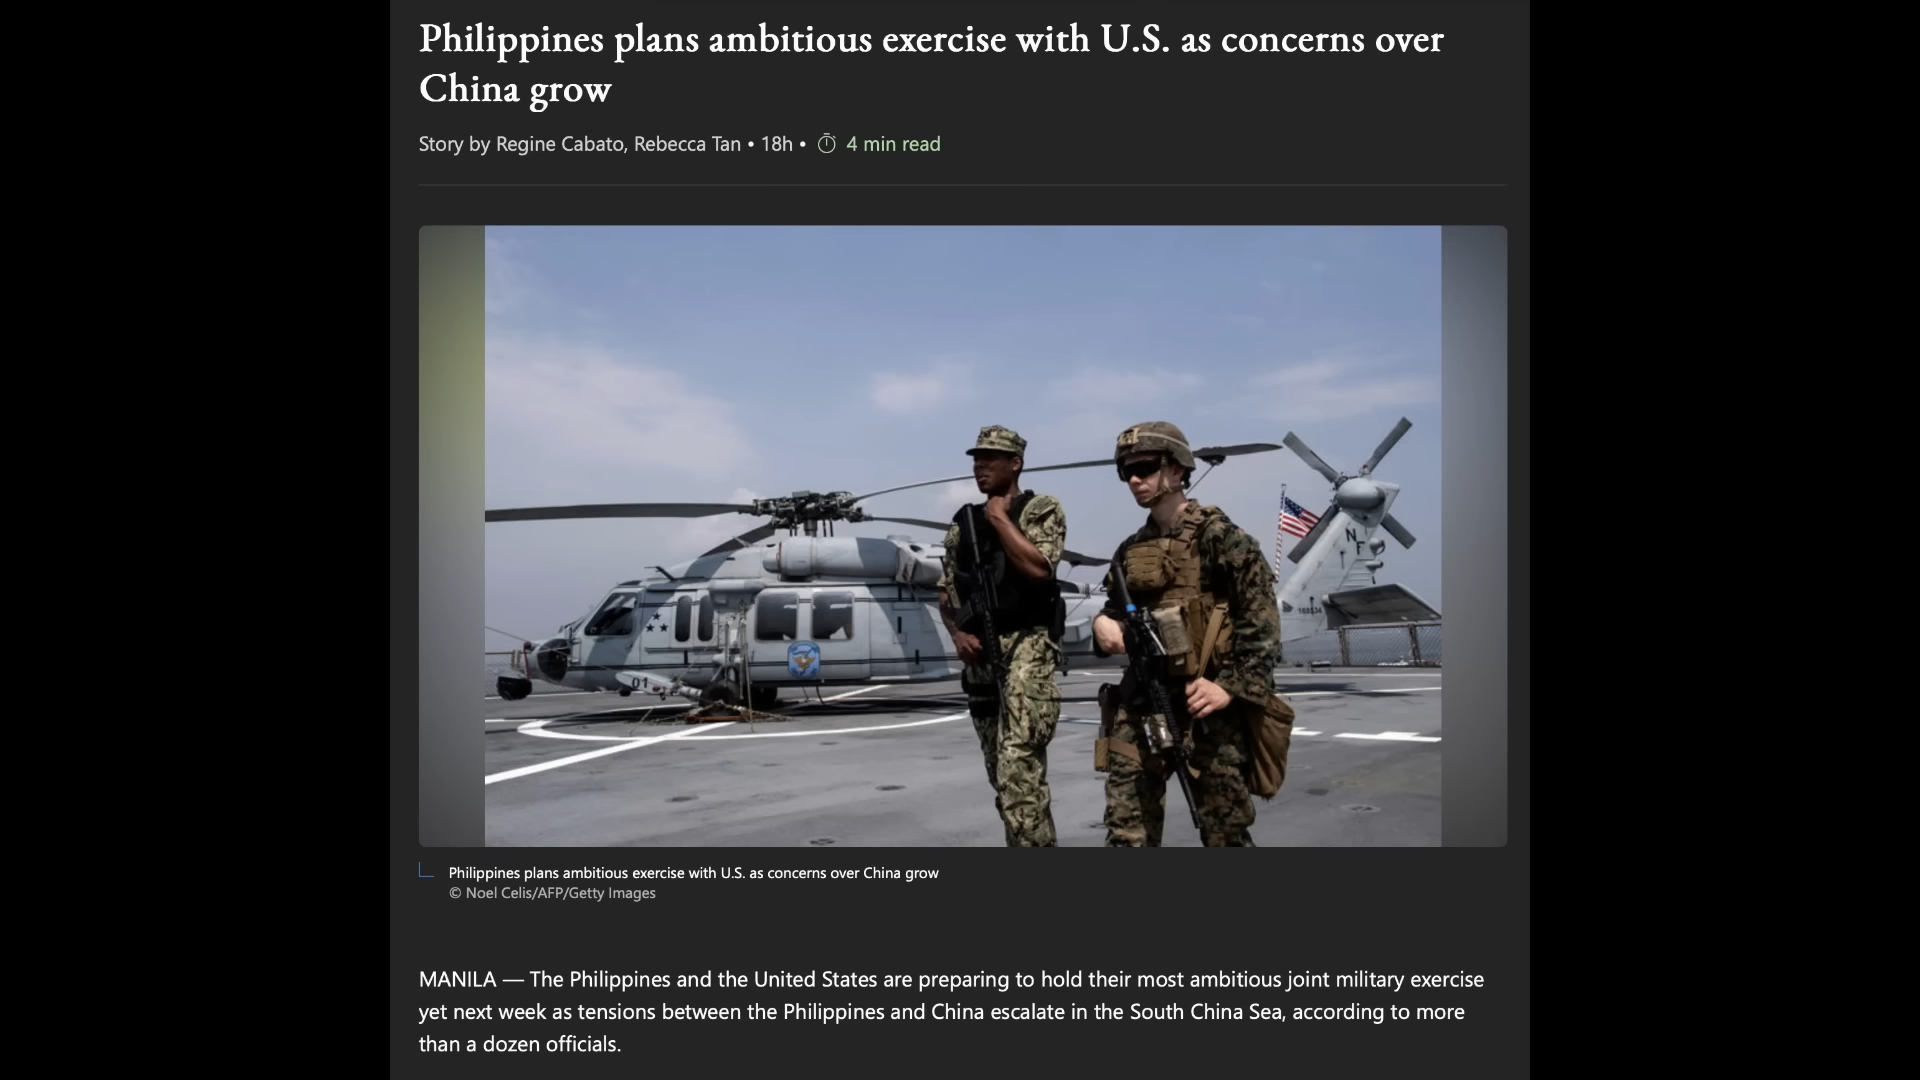 Philippines plans ambitious exercise with U.S. as concerns over
China grow
Story by Regine Cabato, Rebecca Tan • 18h • 4 min read
N
F
01
Philippines plans ambitious exercise with U.S. as concerns over China grow
© Noel Celis/AFP/Getty Images
MANILA — The Philippines and the United States are preparing to hold their most ambitious joint military exercise
yet next week as tensions between the Philippines and China escalate in the South China Sea, according to more
than a dozen officials.